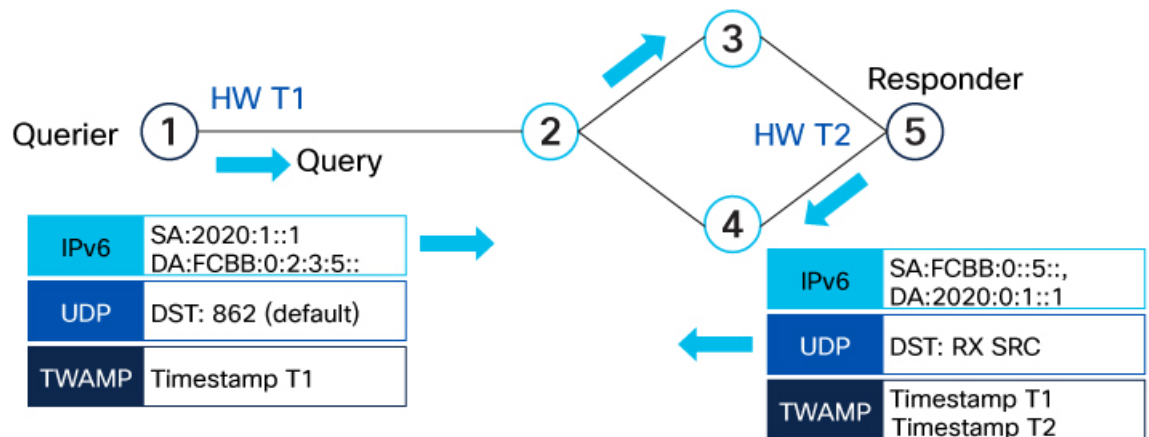 3
Responder
HW T1
Querier
1
2
HW T2
5
Query
4
IPv6
SA:2020:1::1
DA:FCBB:0:2:3:5::
UDP
DST: 862 (default)
TWAMP
Timestamp T1
IPv6
SA:FCBB:0::5::,
DA:2020:0:1::1
UDP
DST: RX SRC
TWAMP
Timestamp T1
Timestamp T2